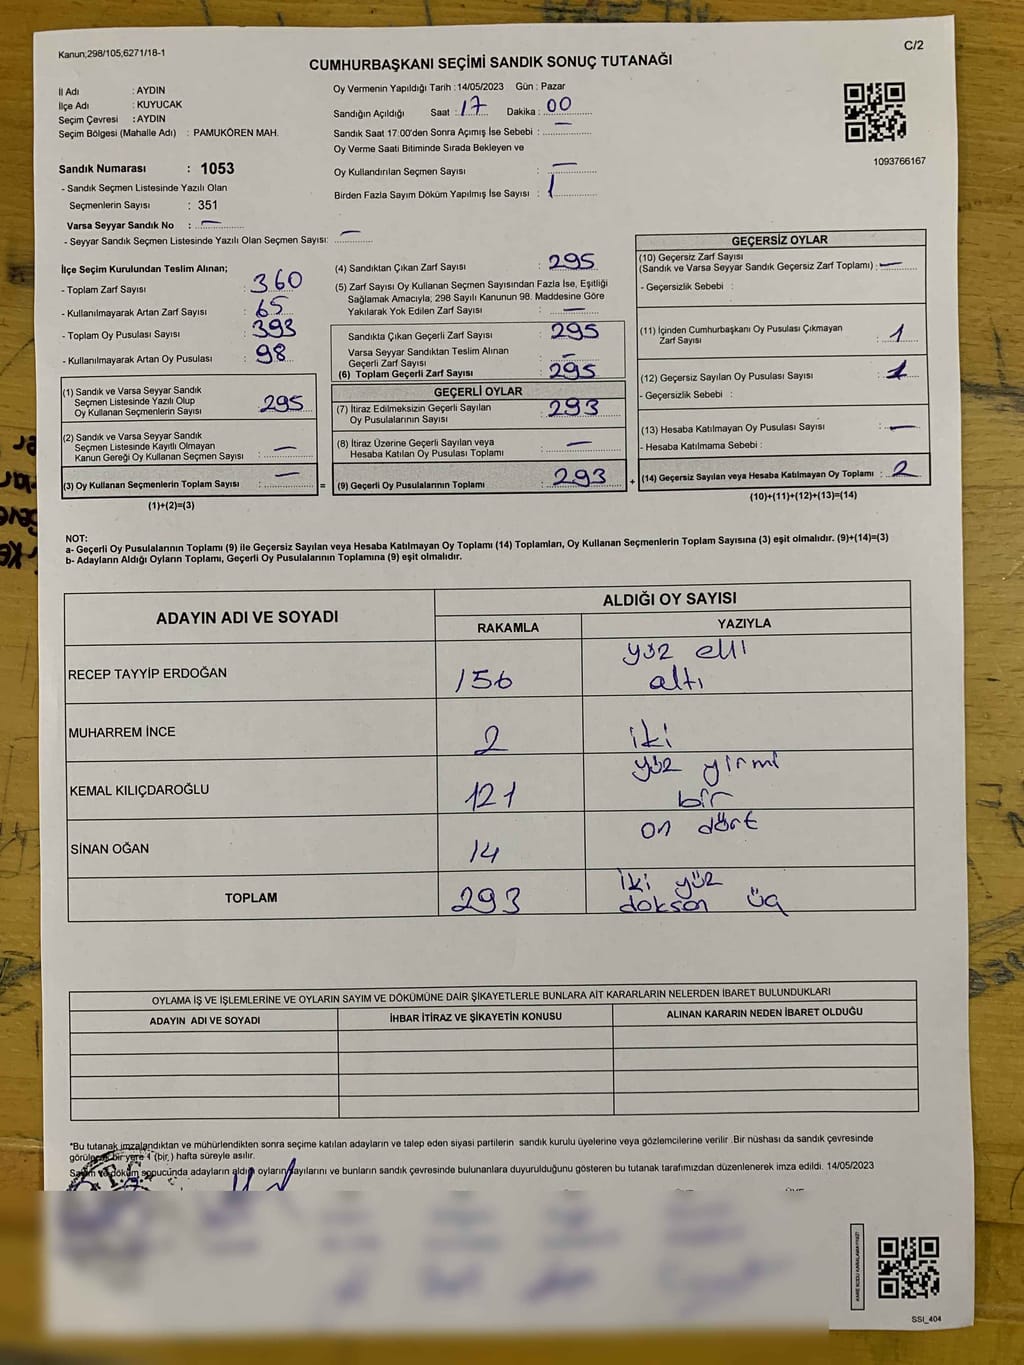 Kanun,298/105,6271/18-1
C/2
CUMHURBAŞKANI SEÇİMİ SANDIK SONUÇ TUTANAĞI
İl Adı : AYDIN
İlçe Adı : KUYUCAK
Seçim Çevresi : AYDIN
Seçim Bölgesi (Mahalle Adı) : PAMUKÖREN MAH.
Sandık Numarası : 1053
- Sandık Seçmen Listesinde Yazılı Olan
Seçmenlerin Sayısı : 351
Varsa Seyyar Sandık No : —
- Seyyar Sandık Seçmen Listesinde Yazılı Olan Seçmen Sayısı: —
Oy Vermenin Yapıldığı Tarih : 14/05/2023 Gün : Pazar
Sandığın Açıldığı Saat : 17 Dakika : 00
Sandık Saat 17.00'den Sonra Açımış İse Sebebi : —
Oy Verme Saati Bitiminde Sırada Bekleyen ve
Oy Kullandırılan Seçmen Sayısı : —
Birden Fazla Sayım Döküm Yapılmış İse Sayısı : 1
1093766167
İlçe Seçim Kurulundan Teslim Alınan;
- Toplam Zarf Sayısı : 360
- Kullanılmayarak Artan Zarf Sayısı : 65
- Toplam Oy Pusulası Sayısı : 393
- Kullanılmayarak Artan Oy Pusulası : 98
(1) Sandık ve Varsa Seyyar Sandık
Seçmen Listesinde Yazılı Olup
Oy Kullanan Seçmenlerin Sayısı : 295
(2) Sandık ve Varsa Seyyar Sandık
Seçmen Listesinde Kayıtlı Olmayan
Kanun Gereği Oy Kullanan Seçmen Sayısı : —
(3) Oy Kullanan Seçmenlerin Toplam Sayısı : — =
(1)+(2)=(3)
(4) Sandıktan Çıkan Zarf Sayısı : 295
(5) Zarf Sayısı Oy Kullanan Seçmen Sayısından Fazla İse, Eşitliği
Sağlamak Amacıyla; 298 Sayılı Kanunun 98. Maddesine Göre
Yakılarak Yok Edilen Zarf Sayısı : —
Sandıkta Çıkan Geçerli Zarf Sayısı : 295
Varsa Seyyar Sandıktan Teslim Alınan
Geçerli Zarf Sayısı : —
(6) Toplam Geçerli Zarf Sayısı : 295
GEÇERLİ OYLAR
(7) İtiraz Edilmeksizin Geçerli Sayılan
Oy Pusulasının Sayısı : 293
(8) İtiraz Üzerine Geçerli Sayılan veya
Hesaba Katılan Oy Pusulası Toplamı : —
(9) Geçerli Oy Pusulalarının Toplamı : 293 +
GEÇERSİZ OYLAR
(10) Geçersiz Zarf Sayısı
(Sandık ve Varsa Seyyar Sandık Geçersiz Zarf Toplamı) : —
- Geçersizlik Sebebi :
(11) İçinden Cumhurbaşkanı Oy Pusulası Çıkmayan
Zarf Sayısı : 1
(12) Geçersiz Sayılan Oy Pusulası Sayısı : 1
- Geçersizlik Sebebi :
(13) Hesaba Katılmayan Oy Pusulası Sayısı : —
- Hesaba Katılmama Sebebi :
(14) Geçersiz Sayılan veya Hesaba Katılmayan Oy Toplamı : 2
(10)+(11)+(12)+(13)=(14)
NOT:
a- Geçerli Oy Pusulalarının Toplamı (9) ile Geçersiz Sayılan veya Hesaba Katılmayan Oy Toplamı (14) Toplamları, Oy Kullanan Seçmenlerin Toplam Sayısına (3) eşit olmalıdır. (9)+(14)=(3)
b- Adayların Aldığı Oyların Toplamı, Geçerli Oy Pusulalarının Toplamına (9) eşit olmalıdır.
ADAYIN ADI VE SOYADI
ALDIĞI OY SAYISI
RAKAMLA YAZIYLA
RECEP TAYYİP ERDOĞAN 156 yüz elli
altı
MUHARREM İNCE 2 iki
KEMAL KILIÇDAROĞLU 121 yüz yirmi
bir
SİNAN OĞAN 14 on dört
TOPLAM 293 iki yüz
doksan üç
OYLAMA İŞ VE İŞLEMLERİNE VE OYLARIN SAYIM VE DÖKÜMÜNE DAİR ŞİKAYETLERLE BUNLARA AİT KARARLARIN NELERDEN İBARET BULUNDUKLARI
ADAYIN ADI VE SOYADI İHBAR İTİRAZ VE ŞİKAYETİN KONUSU ALINAN KARARIN NEDEN İBARET OLDUĞU
*Bu tutanak imzalandıktan ve mühürlendikten sonra seçime katılan adayların ve talep eden siyasi partilerin sandık kurulu üyelerine veya gözlemcilerine verilir .Bir nüshası da sandık çevresinde
görülecek bir yere 1 (bir,) hafta süreyle asılır.
Sayım ve döküm sonucunda adayların aldığı oyların sayılarını ve bunların sandık çevresinde bulunanlara duyurulduğunu gösteren bu tutanak tarafımızdan düzenlenerek imza edildi. 14/05/2023
SSI_404